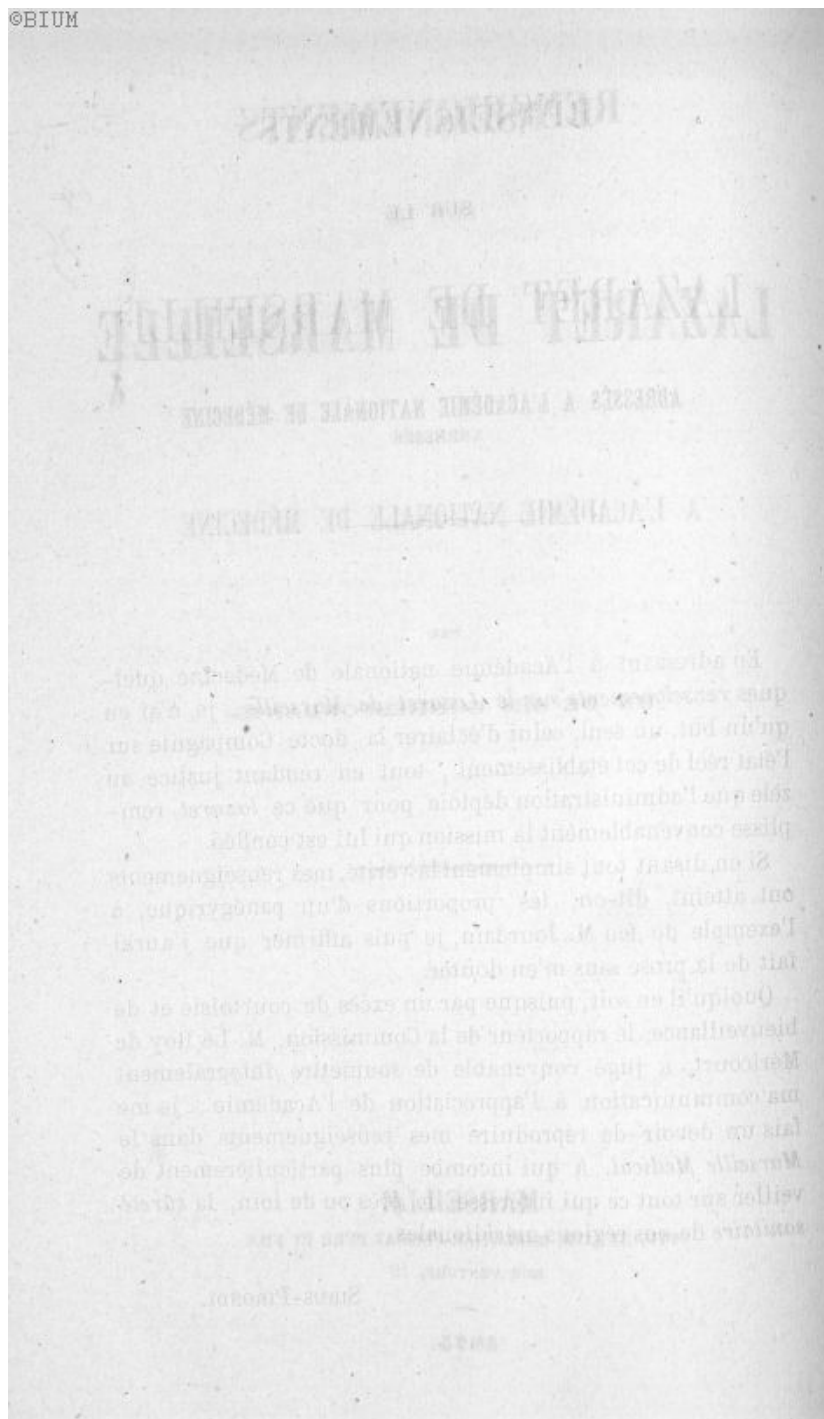 ©BIUM
RENSEIGNEMENTS
SUR LE
LAZARET DE MARSEILLE
ADRESSÉS A L'ACADÉMIE NATIONALE DE MÉDECINE
ADRESSÉS
A L'ACADÉMIE NATIONALE DE MÉDECINE
PAR
En adressant à l'Académie nationale de Médecine quel-
ques renseignements sur le Lazaret de Marseille, je n'ai eu
qu'un but, un seul, celui d'éclairer la docte Compagnie sur
l'état réel de cet établissement, tout en rendant justice au
zèle que l'administration déploie pour que ce lazaret rem-
plisse convenablement la mission qui lui est confiée.
Si en disant tout simplement la vérité, mes renseignements
ont atteint, dit-on, les proportions d'un panégyrique, à
l'exemple de feu M. Jourdain, je puis affirmer que j'aurai
fait de la prose sans m'en douter.
Quoiqu'il en soit, puisque par un excès de courtoisie et de
bienveillance, le rapporteur de la Commission, M. Le Roy de
Méricourt, a jugé convenable de soumettre intégralement
ma communication à l'appréciation de l'Académie, je me
fais un devoir de reproduire mes renseignements dans le
Marseille Médical, à qui incombe plus particulièrement de
veiller sur tout ce qui intéresse, de près ou de loin, la sûreté
sanitaire de nos régions méridionales.
SIRUS-PIRONDI.
MARSEILLE